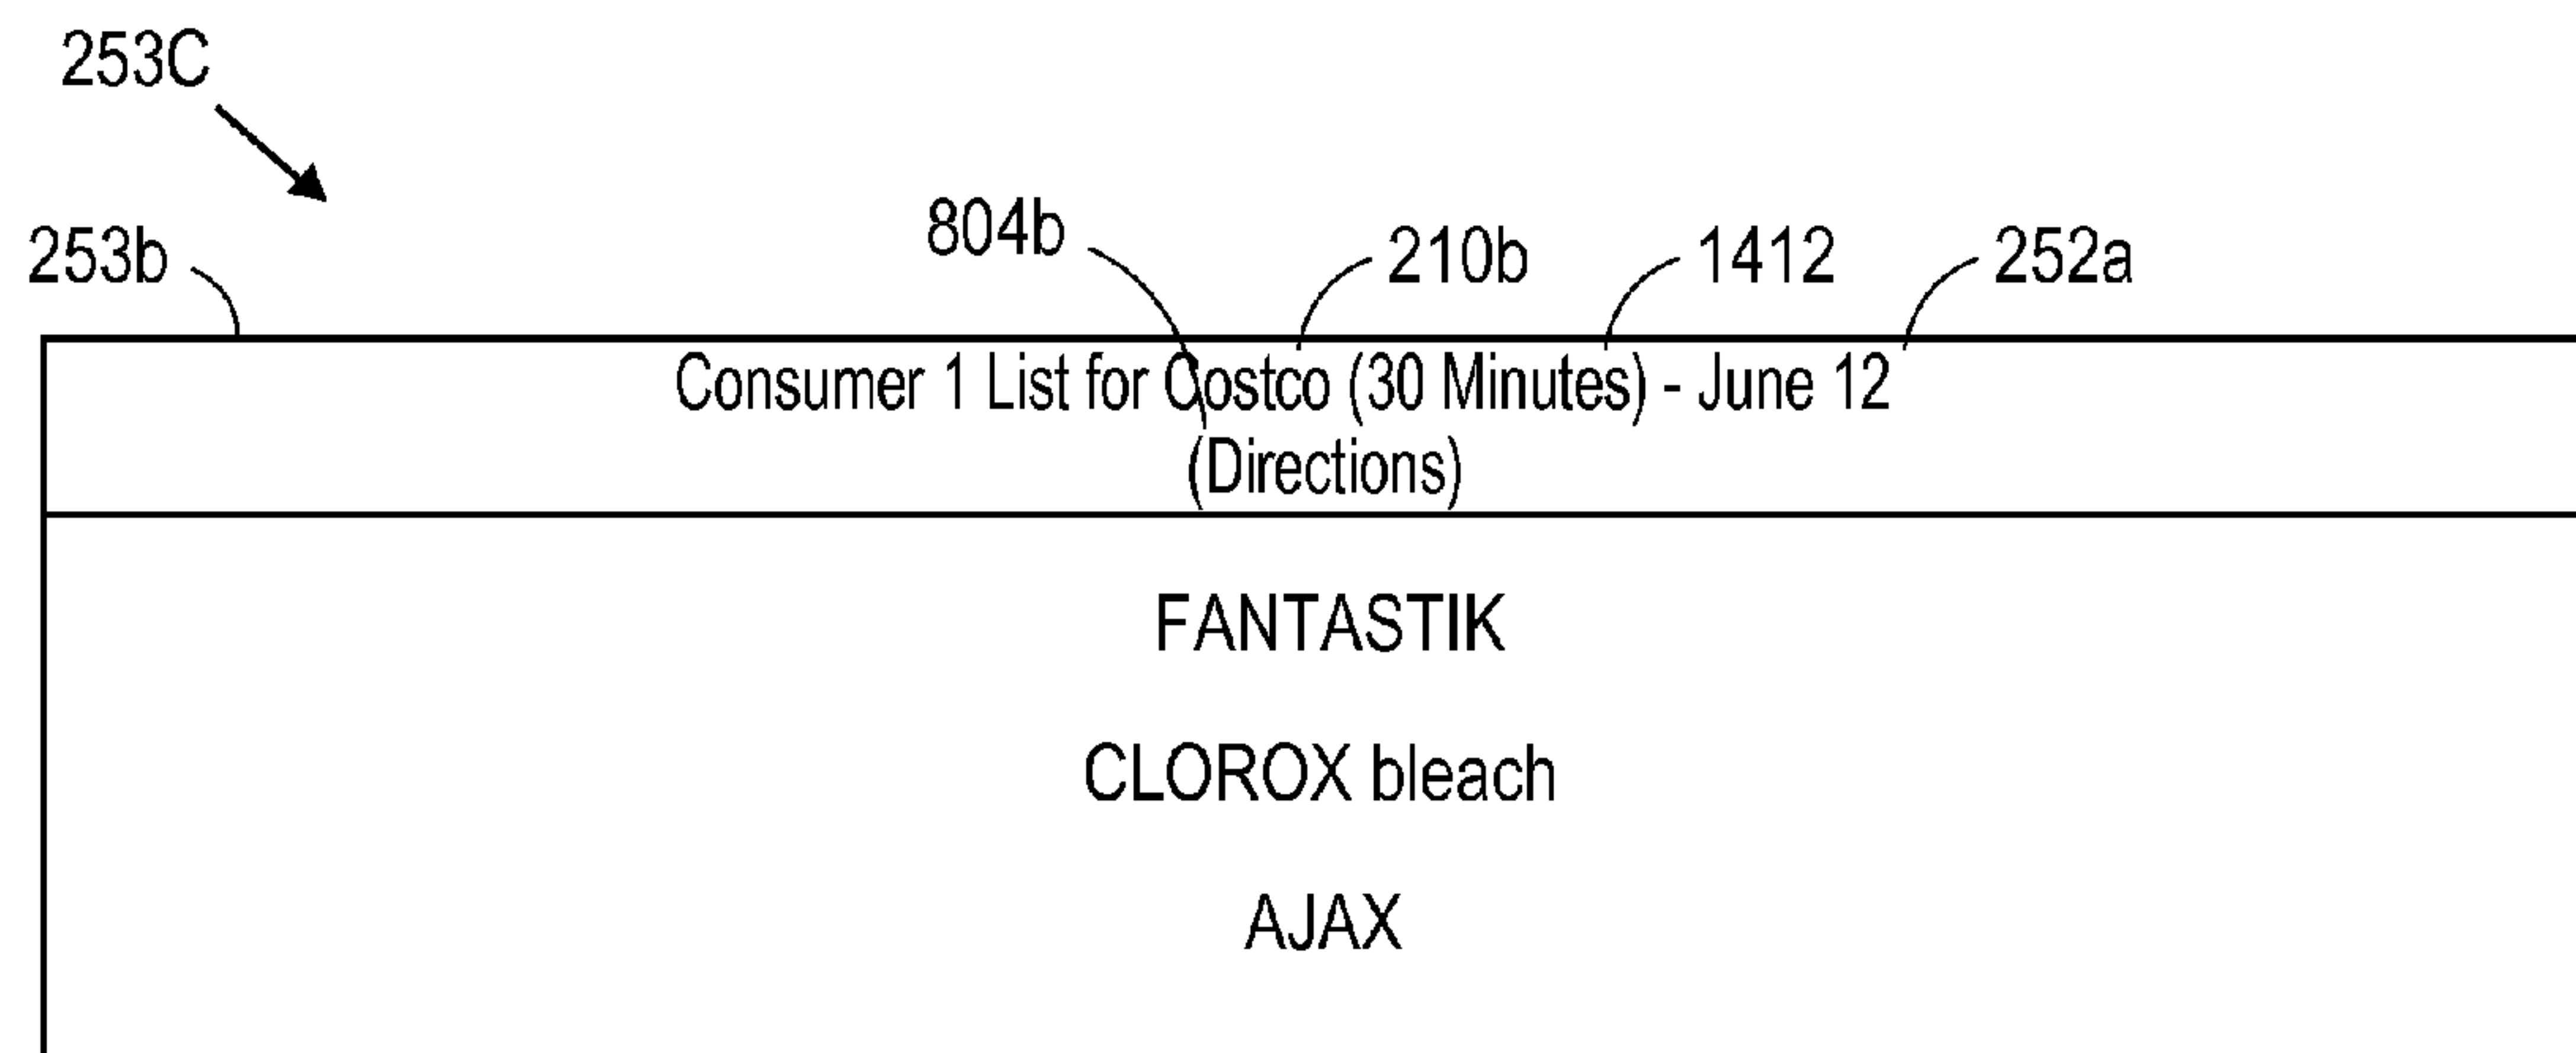 253C
253b 804b 210b 1412 252a
Consumer 1 List for Costco (30 Minutes) - June 12
(Directions)
FANTASTIK
CLOROX bleach
AJAX